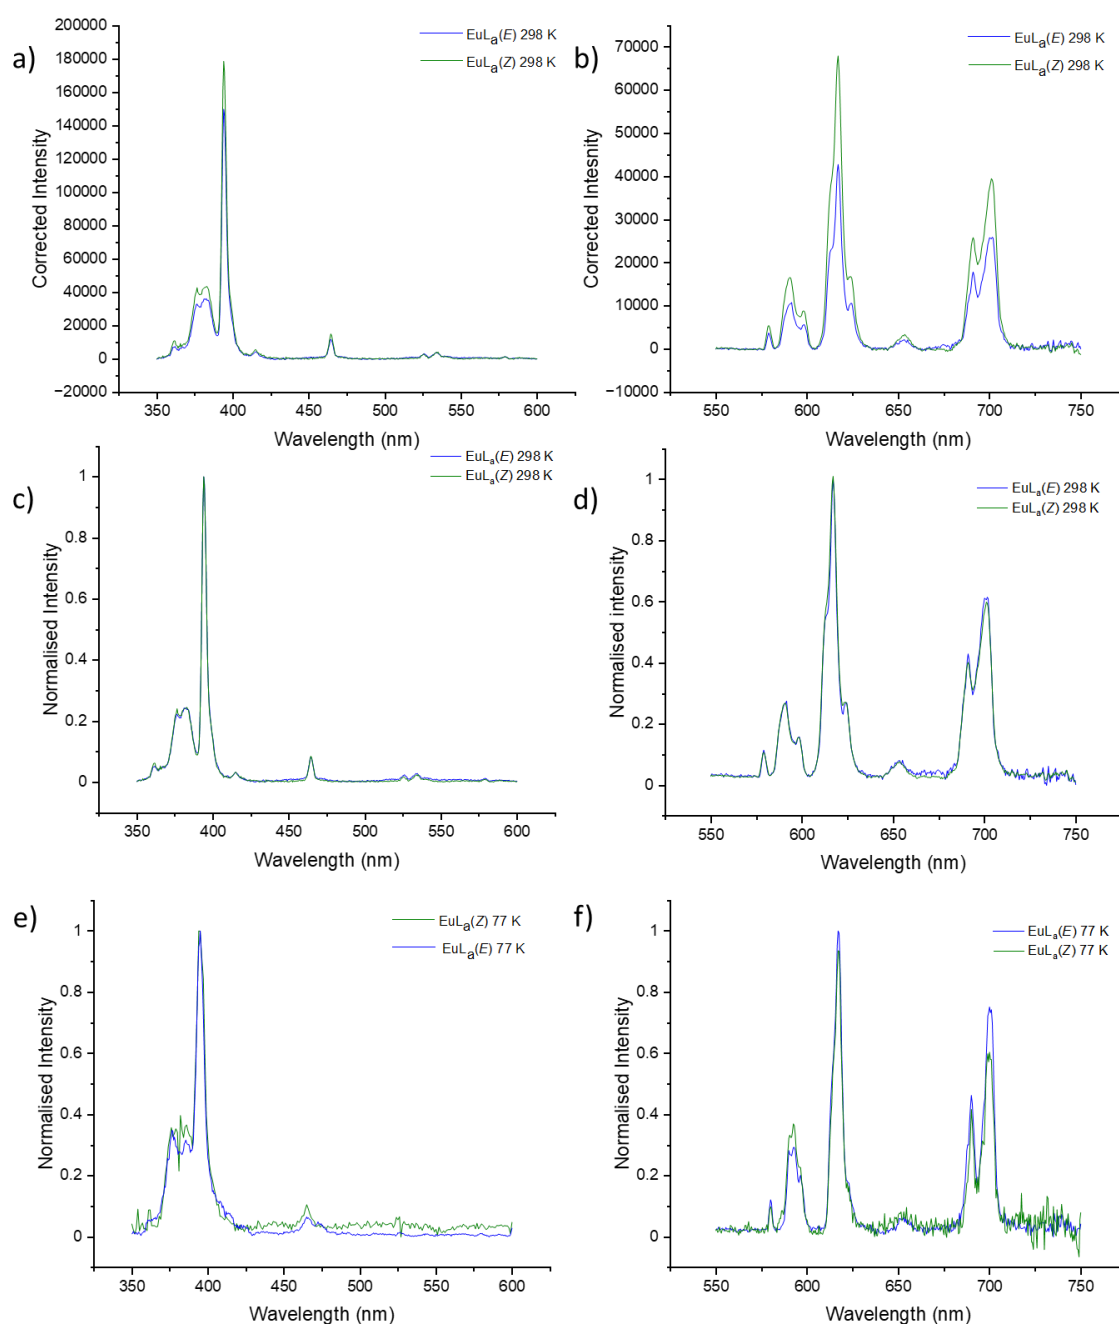 a)
200000
180000
160000
140000
120000
100000
80000
60000
40000
20000
0
−20000
Corrected Intensity
EuLa(E) 298 K
EuLa(Z) 298 K
350 400 450 500 550 600
Wavelength (nm)
b)
70000
60000
50000
40000
30000
20000
10000
0
−10000
Corrected Intesnity
EuLa(E) 298 K
EuLa(Z) 298 K
550 600 650 700 750
Wavelength (nm)
c)
1
0.8
0.6
0.4
0.2
0
Normalised Intensity
EuLa(E) 298 K
EuLa(Z) 298 K
350 400 450 500 550 600
Wavelength (nm)
d)
1
0.8
0.6
0.4
0.2
0
Normalised intensity
EuLa(E) 298 K
EuLa(Z) 298 K
550 600 650 700 750
Wavelength (nm)
e)
1
0.8
0.6
0.4
0.2
0
Normalised Intensity
EuLa(Z) 77 K
EuLa(E) 77 K
350 400 450 500 550 600
Wavelength (nm)
f)
1
0.8
0.6
0.4
0.2
0
Normalised Intensity
EuLa(E) 77 K
EuLa(Z) 77 K
550 600 650 700 750
Wavelength (nm)